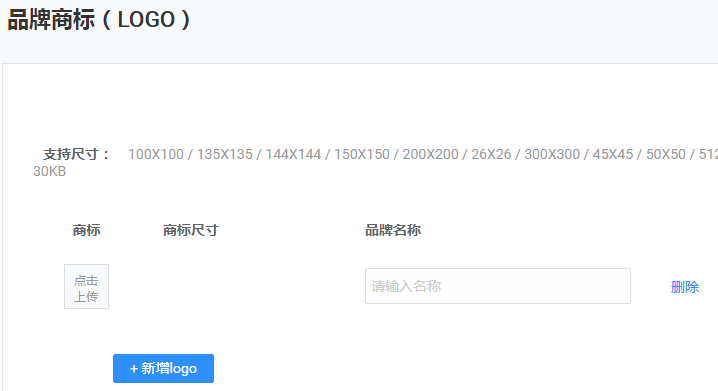 品牌商标（LOGO）
支持尺寸： 100X100 / 135X135 / 144X144 / 150X150 / 200X200 / 26X26 / 300X300 / 45X45 / 50X50 / 512
30KB
商标 商标尺寸 品牌名称
点击
上传
请输入名称 删除
+ 新增logo